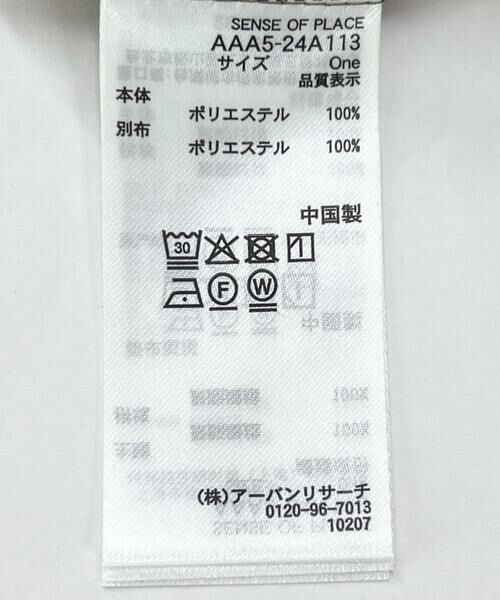 SENSE OF PLACE
AAA5-24A113
サイズ One
品質表示
本体
ポリエステル 100%
別布
ポリエステル 100%
中国製
30
F W
(株)アーバンリサーチ
0120-96-7013
10207